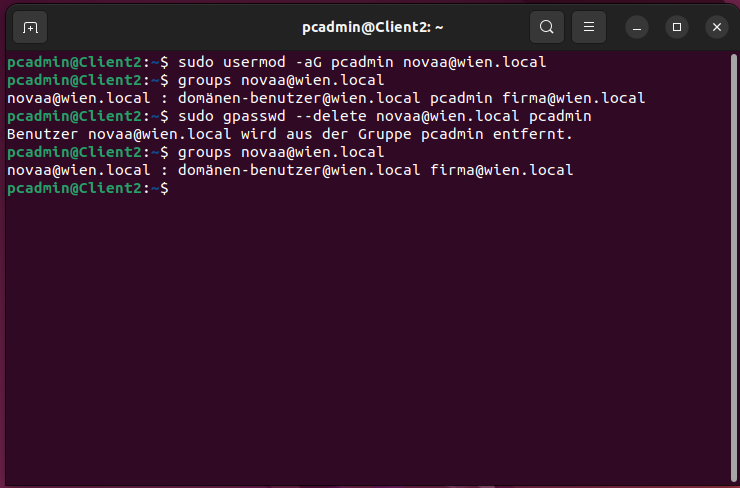 pcadmin@Client2: ~
pcadmin@Client2:~$ sudo usermod -aG pcadmin novaa@wien.local
pcadmin@Client2:~$ groups novaa@wien.local
novaa@wien.local : domänen-benutzer@wien.local pcadmin firma@wien.local
pcadmin@Client2:~$ sudo gpasswd --delete novaa@wien.local pcadmin
Benutzer novaa@wien.local wird aus der Gruppe pcadmin entfernt.
pcadmin@Client2:~$ groups novaa@wien.local
novaa@wien.local : domänen-benutzer@wien.local firma@wien.local
pcadmin@Client2:~$